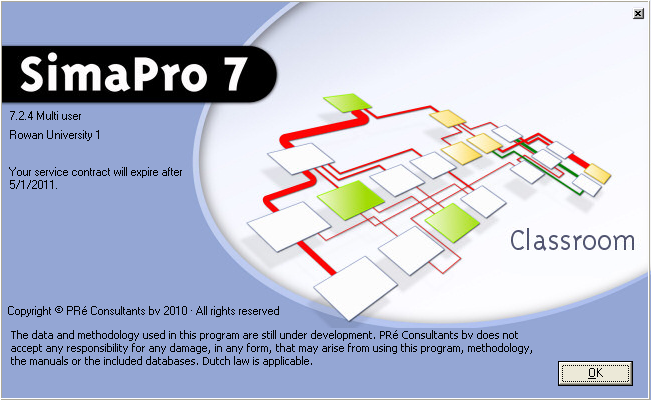 SimaPro 7
7.2.4 Multi user
Rowan University 1
Your service contract will expire after
5/1/2011.
Classroom
Copyright © PRé Consultants bv 2010 · All rights reserved
The data and methodology used in this program are still under development. PRé Consultants bv does not
accept any responsibility for any damage, in any form, that may arise from using this program, methodology,
the manuals or the included databases. Dutch law is applicable.
OK